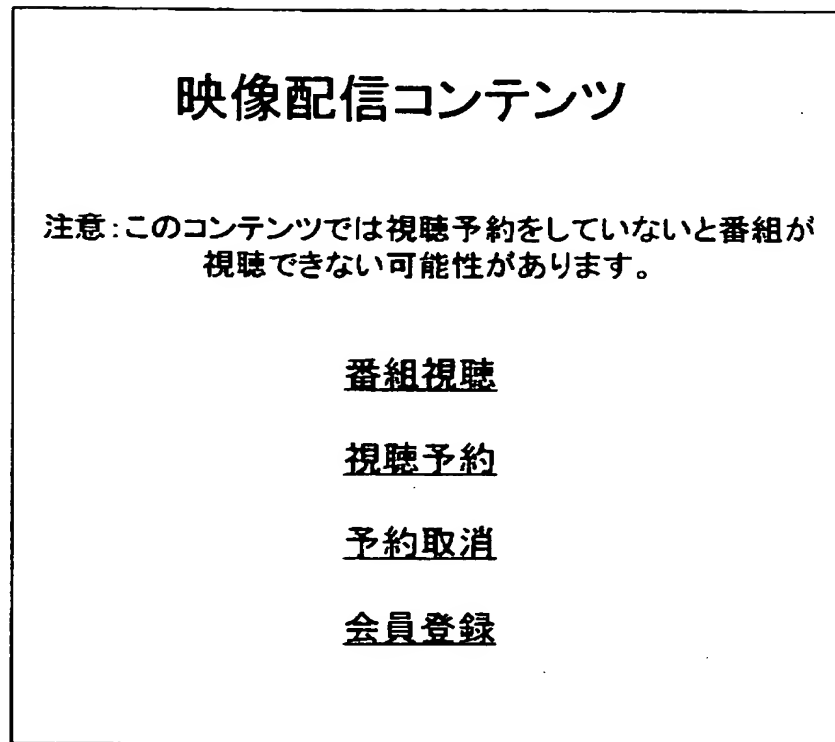 映像配信コンテンツ
注意:このコンテンツでは視聴予約をしていないと番組が
視聴できない可能性があります。
番組視聴
視聴予約
予約取消
会員登録